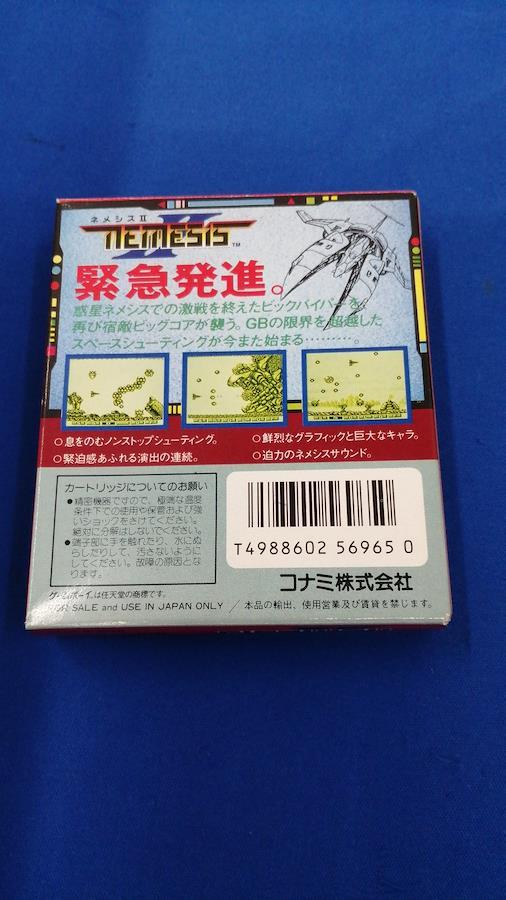 ネメシスII
NEMESIS II ™
緊急発進。
惑星ネメシスでの激戦を終えたビックバイパーを、
再び宿敵ビッグコアが襲う。GBの限界を超越した
スペースシューティングが今また始まる………。
○息をのむノンストップシューティング。
○緊迫感あふれる演出の連続。
○鮮烈なグラフィックと巨大なキャラ。
○迫力のネメシスサウンド。
カートリッジについてのお願い
●精密機器ですので、極端な温度
条件下での使用や保管および強
いショックをさけてください。
絶対に分解はしないでください。
●端子部に手を触れたり、水にぬ
らしたりして、汚さないように
してください。故障の原因とな
ります。
T4988602 56965 0
コナミ株式会社
ゲームボーイは任天堂の商標です。
FOR SALE and USE IN JAPAN ONLY / 本品の輸出、使用営業及び賃貸を禁じます。